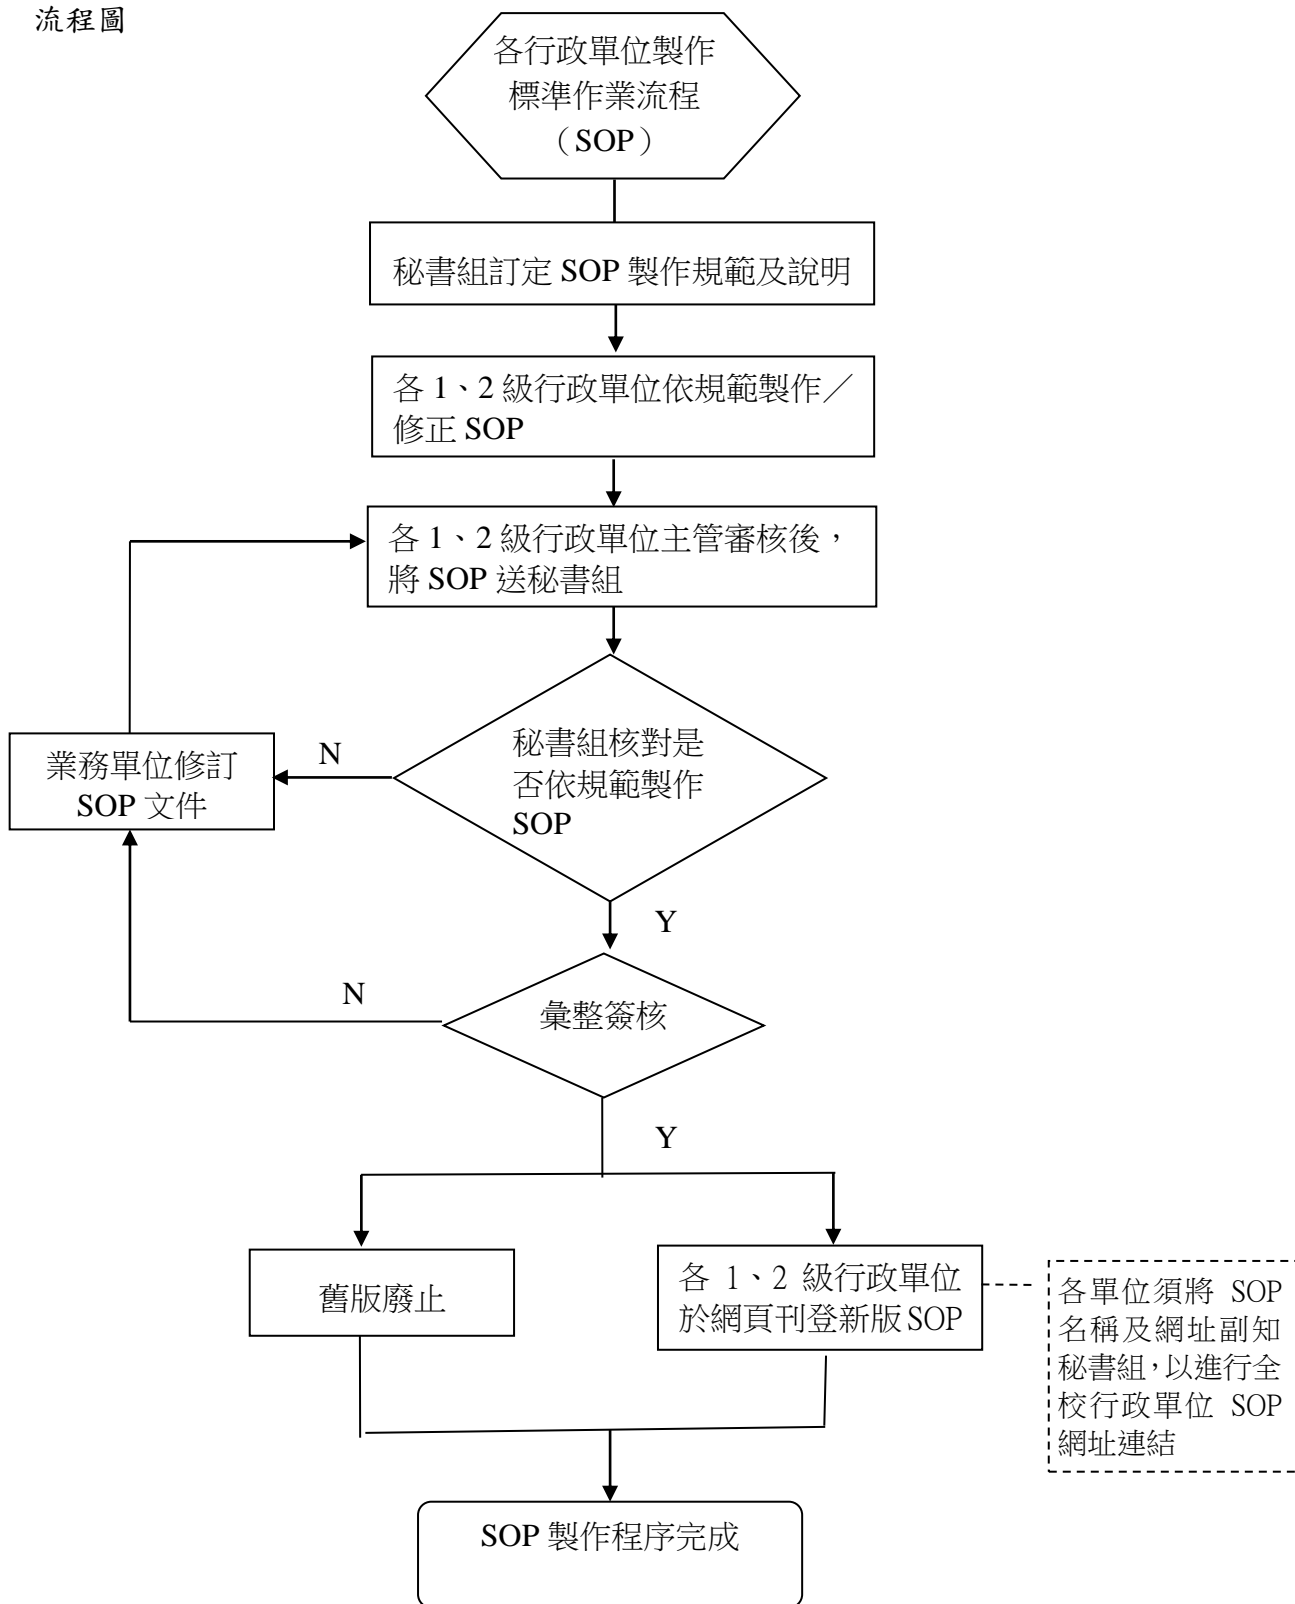 流程圖
各行政單位製作
標準作業流程
（SOP）
秘書組訂定 SOP 製作規範及說明
各 1、2 級行政單位依規範製作／
修正 SOP
各 1、2 級行政單位主管審核後，
將 SOP 送秘書組
秘書組核對是
否依規範製作
SOP
N
業務單位修訂
SOP 文件
Y
彙整簽核
N
Y
舊版廢止
各 1、2 級行政單位
於網頁刊登新版 SOP
各單位須將 SOP
名稱及網址副知
秘書組，以進行全
校行政單位 SOP
網址連結
SOP 製作程序完成